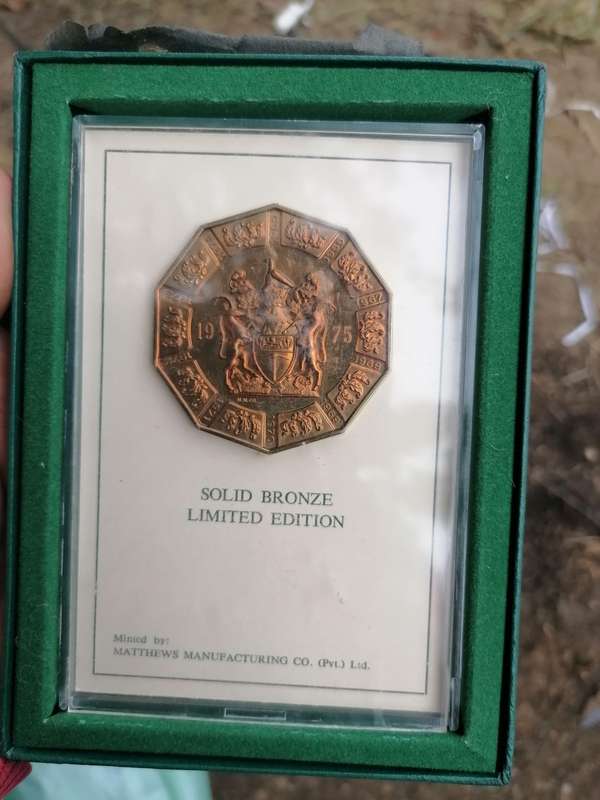 19 75
SOLID BRONZE
LIMITED EDITION
Minted by:
MATTHEWS MANUFACTURING CO. (Pvt.) Ltd.